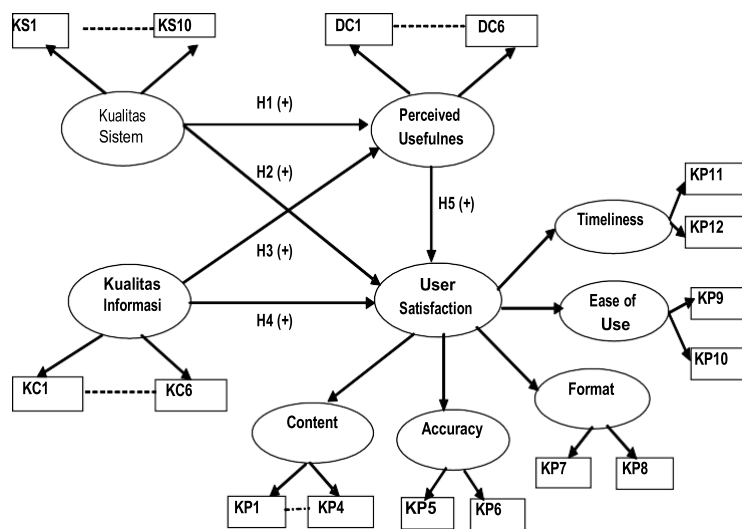 KS1
KS10
DC1
DC6
Kualitas
Sistem
H1 (+)
Perceived
Usefulnes
H2 (+)
H5 (+)
KP11
Timeliness
KP12
H3 (+)
Kualitas
Informasi
User
Satisfaction
H4 (+)
Ease of
Use
KP9
KP10
KC1
KC6
Format
Content
Accuracy
KP7
KP8
KP1
KP4
KP5
KP6